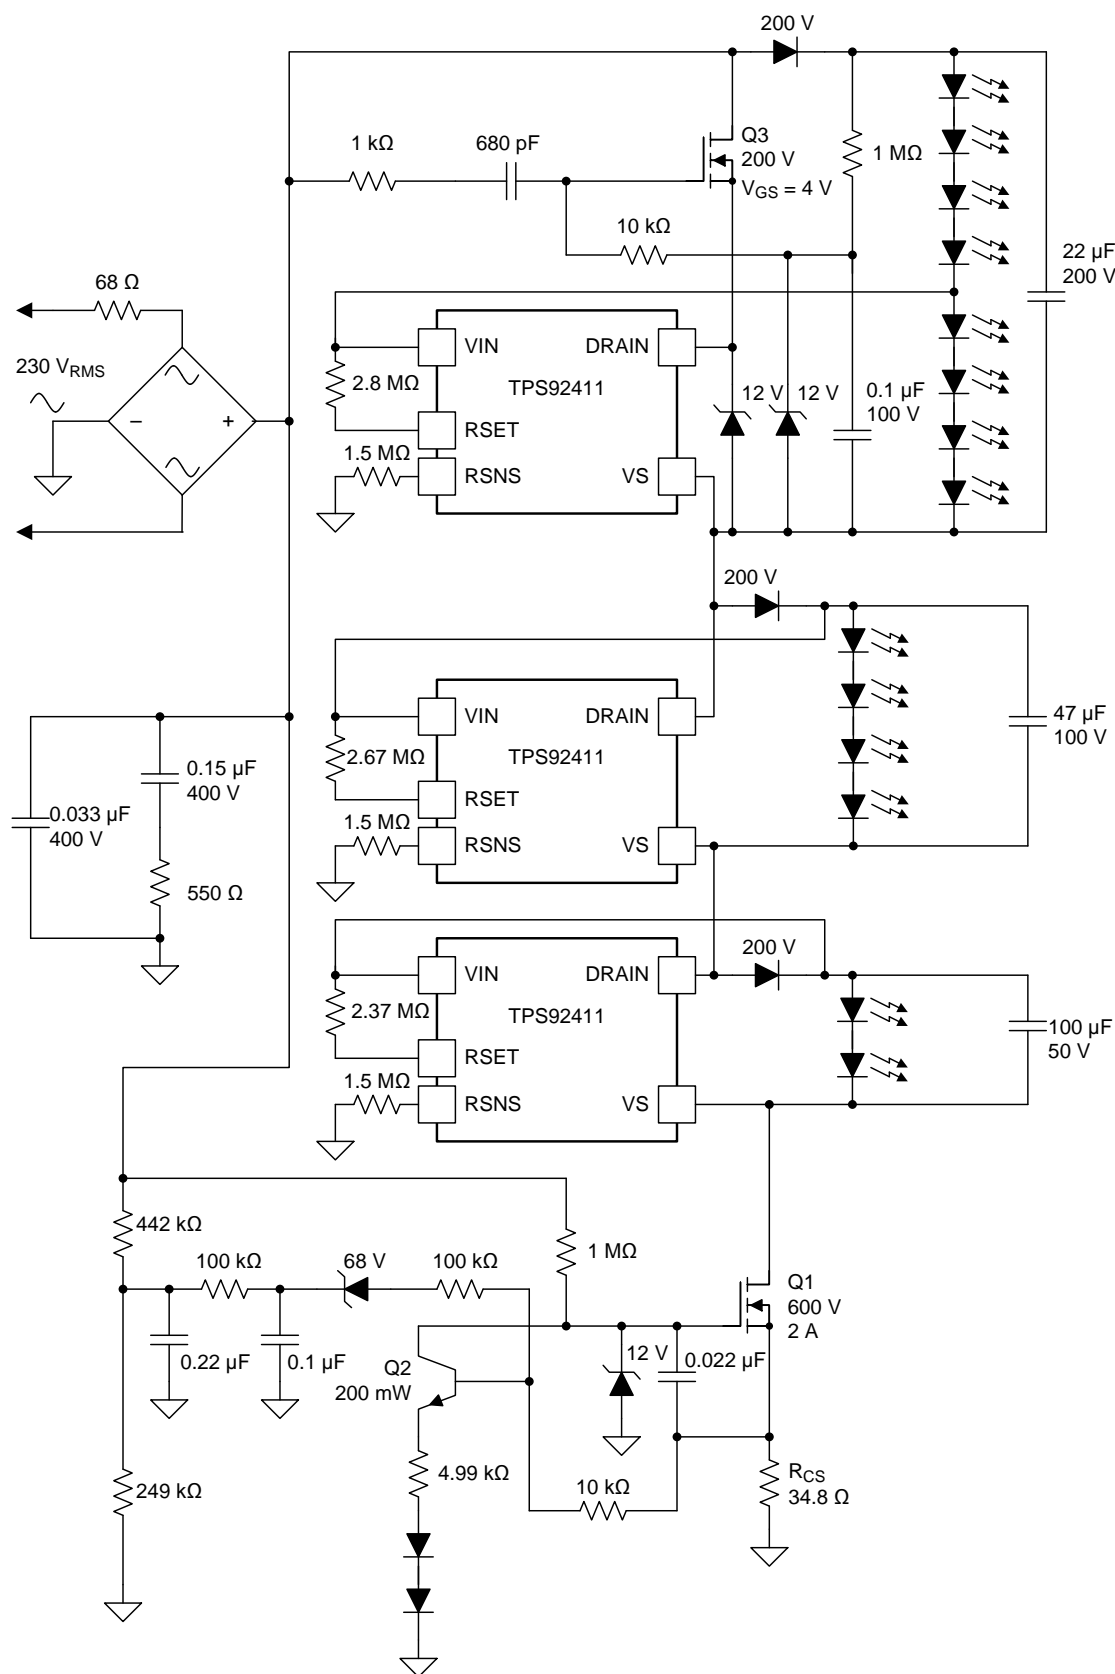 200 V
Q3
200 V
VGS = 4 V
1 kΩ
680 pF
1 MΩ
10 kΩ
22 µF
200 V
68 Ω
230 VRMS
−
+
VIN
DRAIN
2.8 MΩ
TPS92411
RSET
1.5 MΩ
RSNS
VS
12 V
12 V
0.1 µF
100 V
200 V
VIN
DRAIN
2.67 MΩ
TPS92411
RSET
1.5 MΩ
RSNS
VS
47 µF
100 V
0.15 µF
400 V
0.033 µF
400 V
550 Ω
200 V
VIN
DRAIN
2.37 MΩ
TPS92411
RSET
1.5 MΩ
RSNS
VS
100 µF
50 V
442 kΩ
100 kΩ
68 V
100 kΩ
1 MΩ
Q1
600 V
2 A
0.22 µF
0.1 µF
Q2
200 mW
12 V
0.022 µF
249 kΩ
4.99 kΩ
10 kΩ
RCS
34.8 Ω